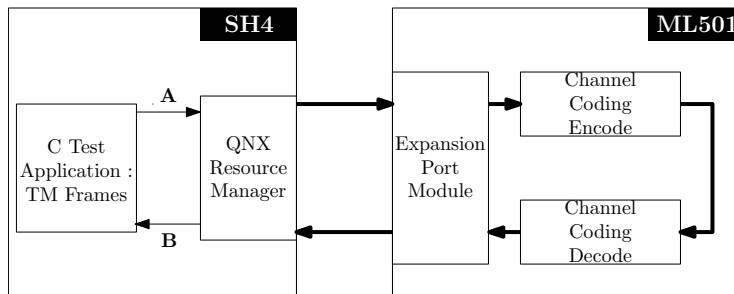 SH4
ML501
A
C Test
Application :
TM Frames
B
QNX
Resource
Manager
Expansion
Port
Module
Channel
Coding
Encode
Channel
Coding
Decode